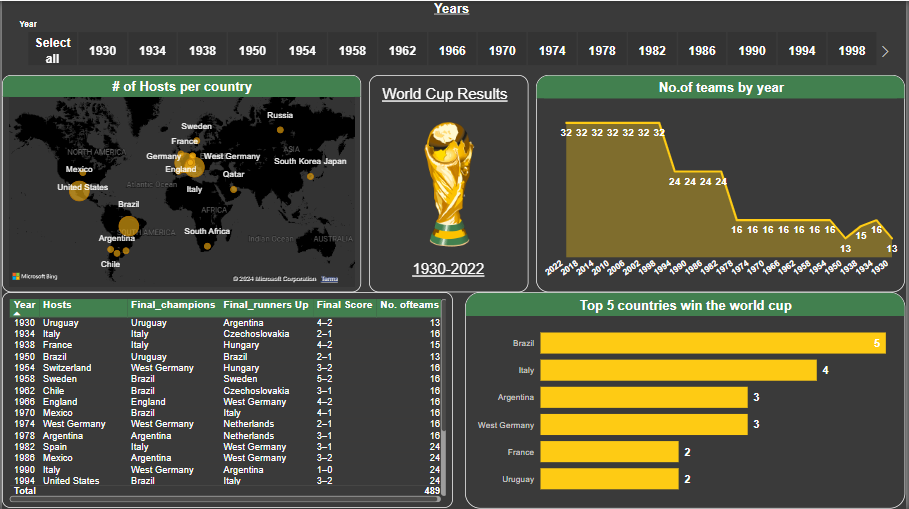 Years
Year
Select all 1930 1934 1938 1950 1954 1958 1962 1966 1970 1974 1978 1982 1986 1990 1994 1998
# of Hosts per country
World Cup Results
1930-2022
No.of teams by year
Russia
Sweden
NORTH AMERICA
France
ASIA
Germany
West Germany
Mexico
England
South Korea Japan
United States
Atlantic Ocean
Italy
Qatar
Brazil
AFRICA
SOUTH AMERICA
South Africa
Argentina
Indian Ocean
AUSTRALIA
Chile
Microsoft Bing
© 2024 Microsoft Corporation Terms
32 32 32 32 32 32 32
24 24 24 24
16 16 16 16 16 16 16
13 15 16 13
2022 2018 2014 2010 2006 2002 1998 1994 1990 1986 1982 1978 1974 1970 1966 1962 1958 1954 1950 1938 1934 1930
Year Hosts Final_champions Final_runners Up Final Score No. ofteams
1930 Uruguay Uruguay Argentina 4–2 13
1934 Italy Italy Czechoslovakia 2–1 16
1938 France Italy Hungary 4–2 15
1950 Brazil Uruguay Brazil 2–1 13
1954 Switzerland West Germany Hungary 3–2 16
1958 Sweden Brazil Sweden 5–2 16
1962 Chile Brazil Czechoslovakia 3–1 16
1966 England England West Germany 4–2 16
1970 Mexico Brazil Italy 4–1 16
1974 West Germany West Germany Netherlands 2–1 16
1978 Argentina Argentina Netherlands 3–1 16
1982 Spain Italy West Germany 3–1 24
1986 Mexico Argentina West Germany 3–2 24
1990 Italy West Germany Argentina 1–0 24
1994 United States Brazil Italy 3–2 24
Total 489
Top 5 countries win the world cup
Brazil 5
Italy 4
Argentina 3
West Germany 3
France 2
Uruguay 2